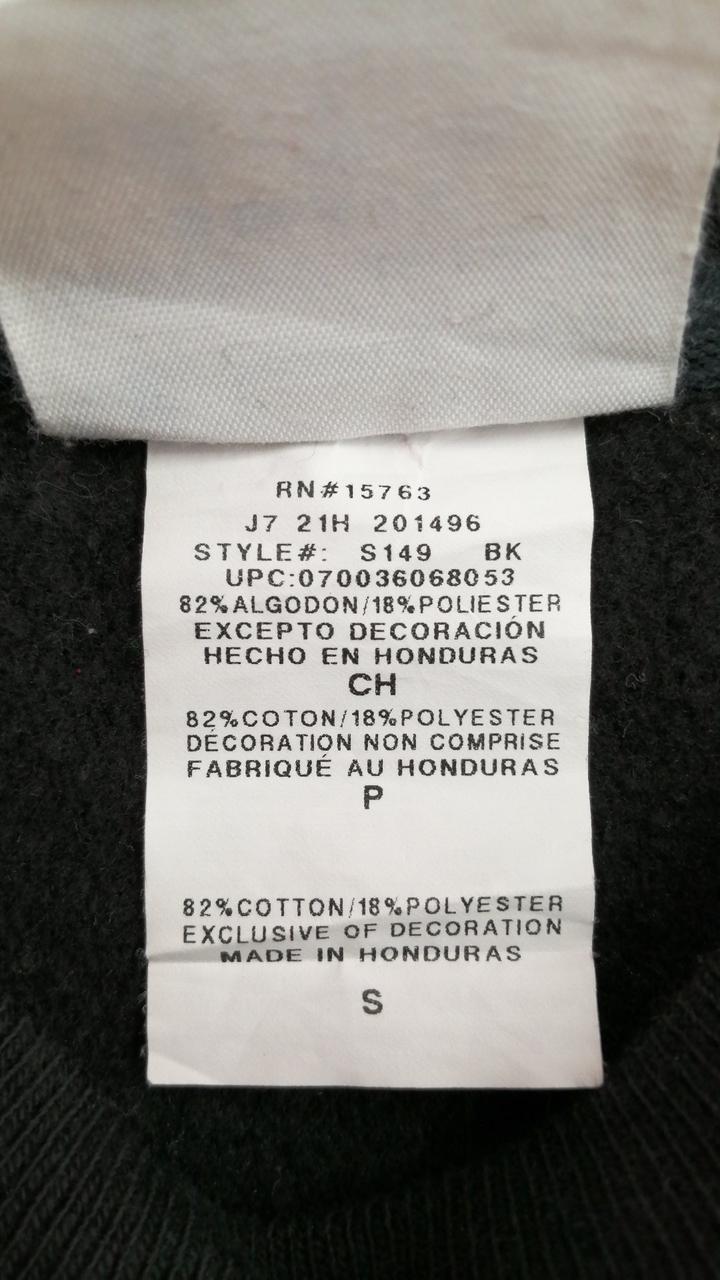 RN#15763
J7 21H 201496
STYLE#: S149 BK
UPC:070036068053
82%ALGODON/18%POLIESTER
EXCEPTO DECORACIÓN
HECHO EN HONDURAS
CH
82%COTON/18%POLYESTER
DÉCORATION NON COMPRISE
FABRIQUÉ AU HONDURAS
P
82%COTTON/18%POLYESTER
EXCLUSIVE OF DECORATION
MADE IN HONDURAS
S